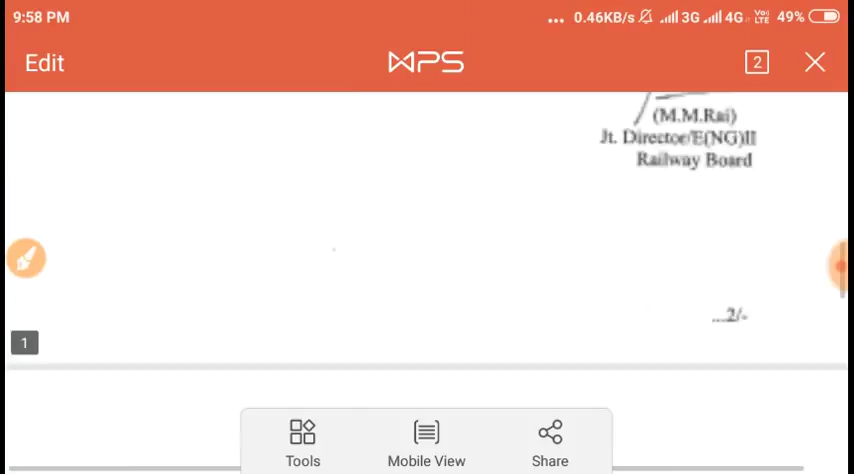 9:58 PM ... 0.46KB/s 3G 4G VoLTE 49%
Edit WPS 2
(M.M.Rai)
Jt. Director/E(NG)II
Railway Board
...2/-
1
Tools Mobile View Share